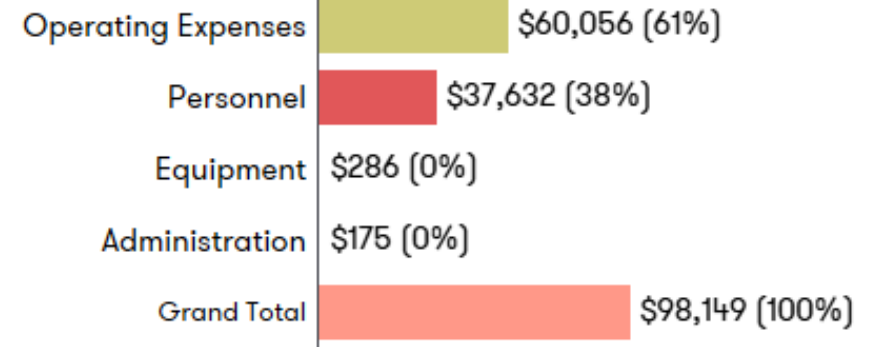 Operating Expenses $60,056 (61%)
Personnel $37,632 (38%)
Equipment $286 (0%)
Administration $175 (0%)
Grand Total $98,149 (100%)